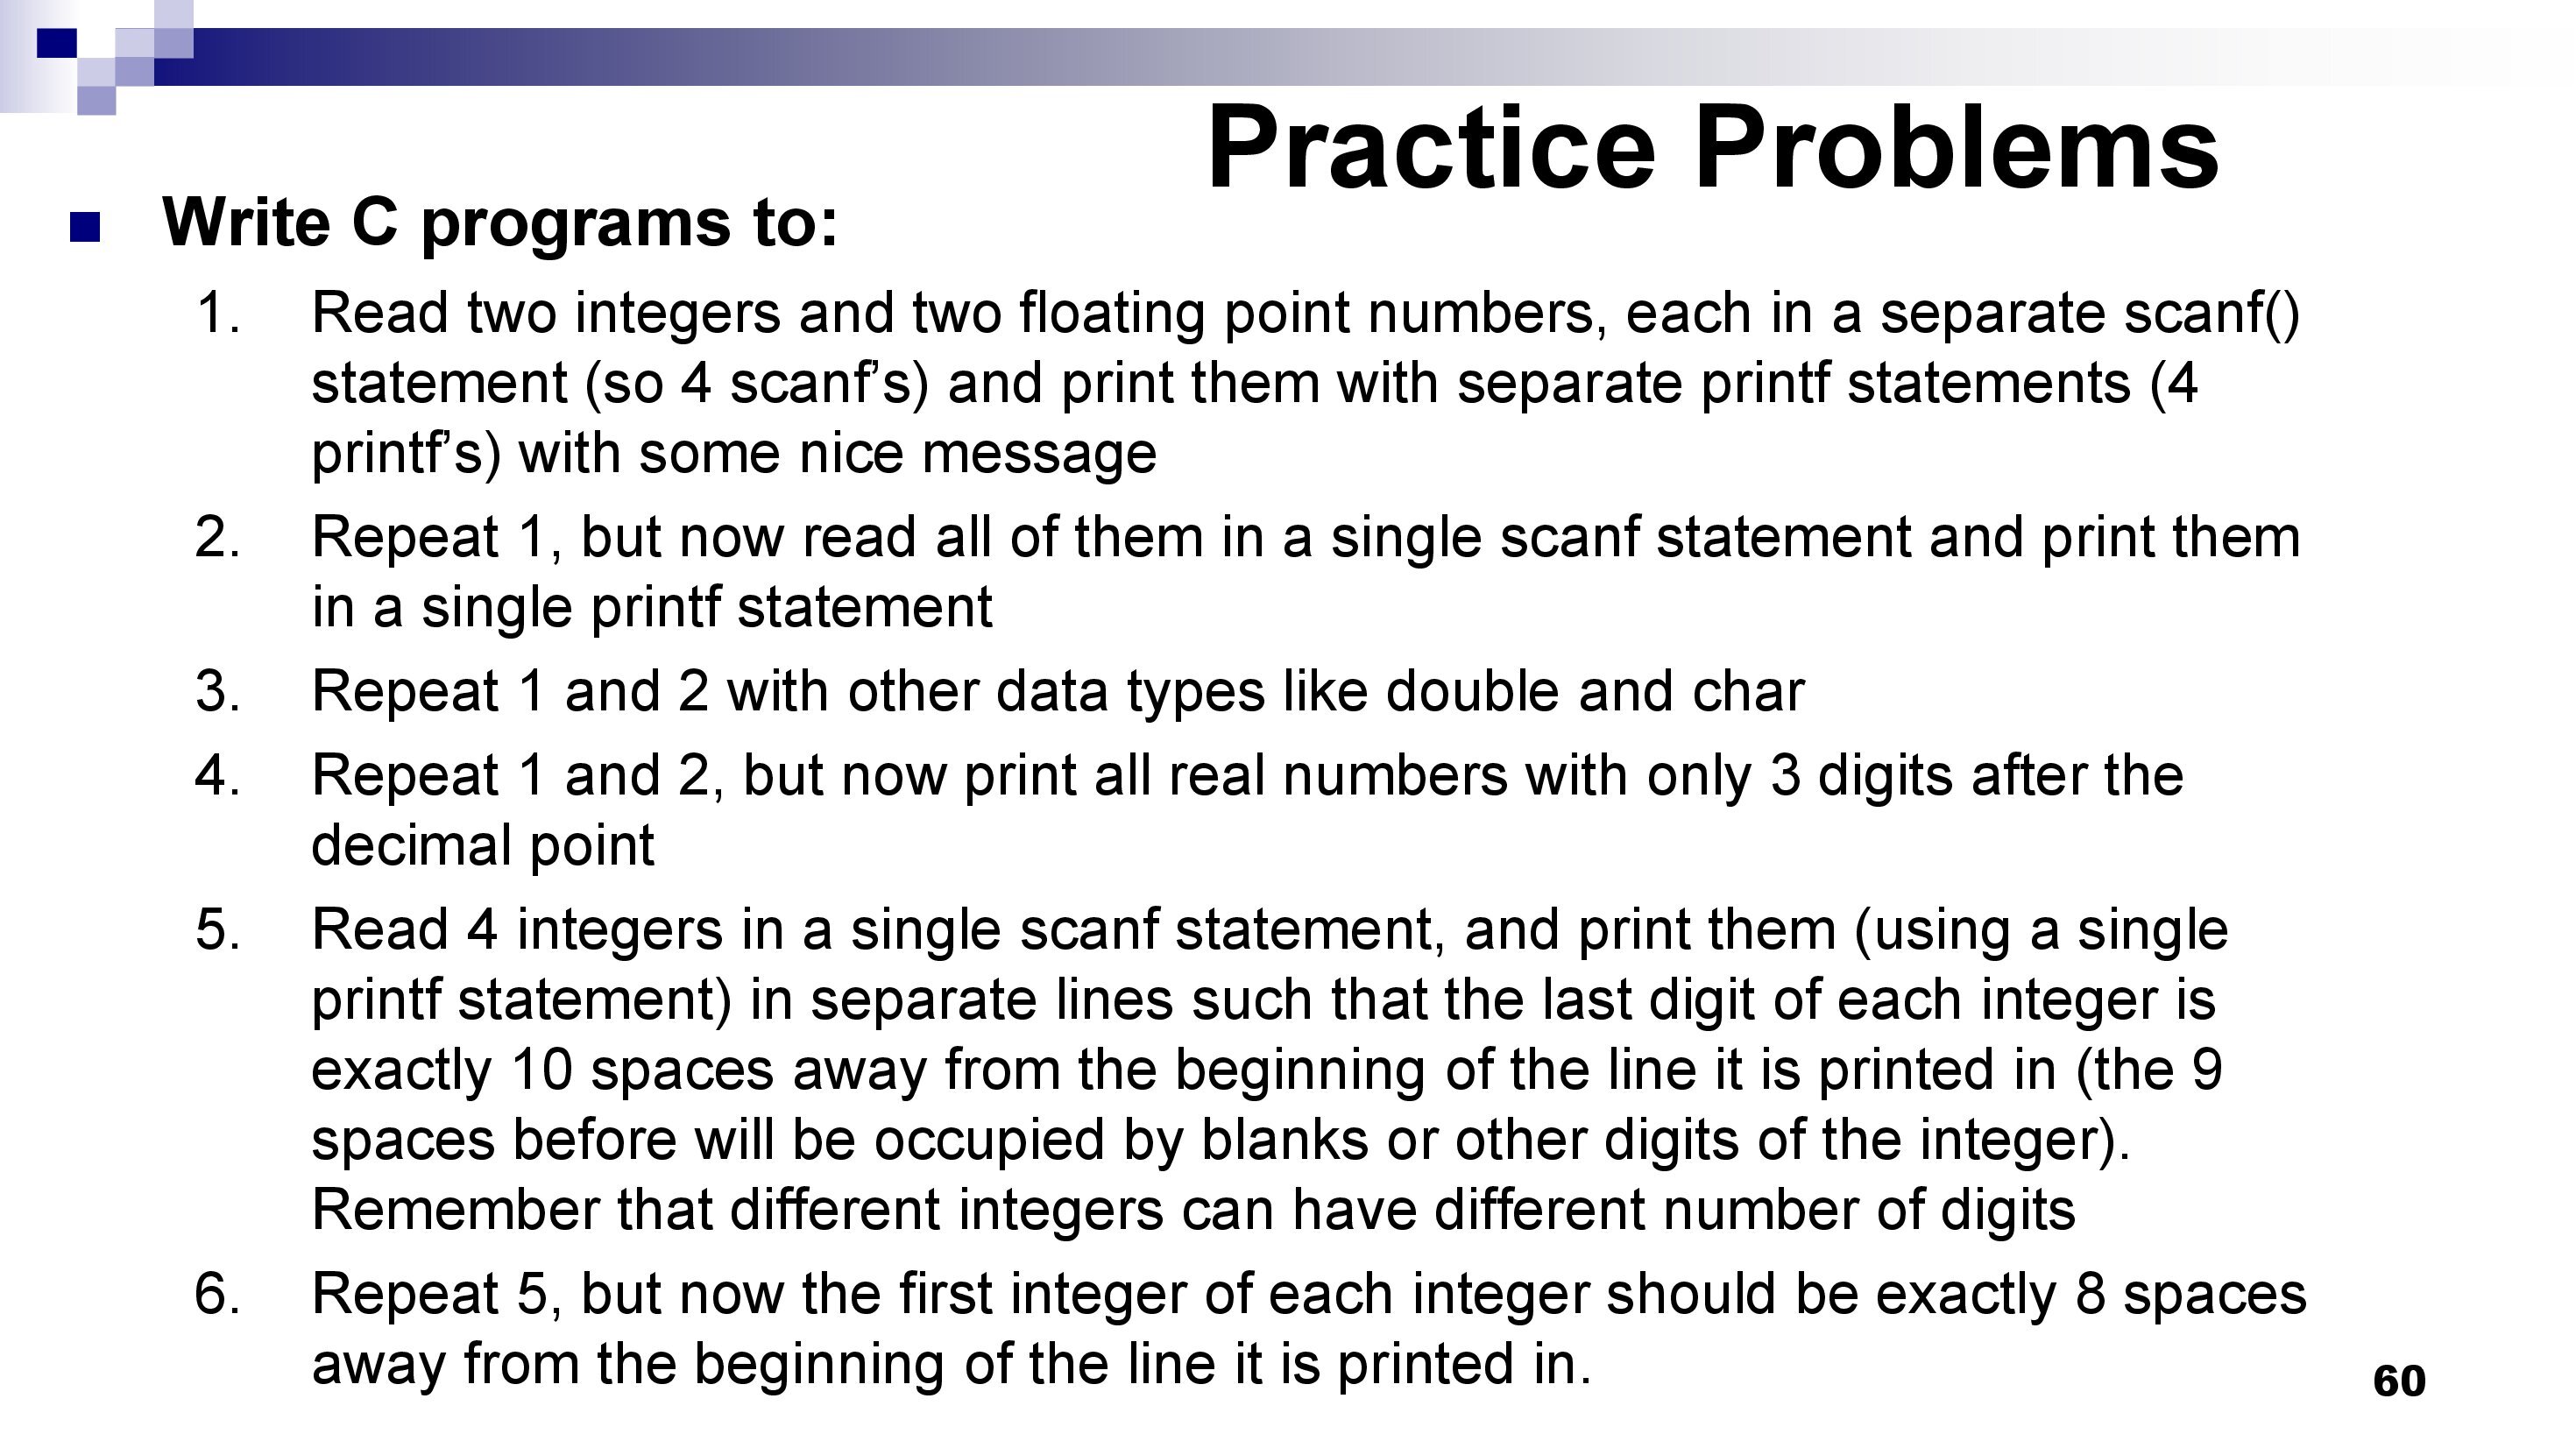 Practice Problems
Write C programs to:
1. Read two integers and two floating point numbers, each in a separate scanf()
statement (so 4 scanf’s) and print them with separate printf statements (4
printf’s) with some nice message
2. Repeat 1, but now read all of them in a single scanf statement and print them
in a single printf statement
3. Repeat 1 and 2 with other data types like double and char
4. Repeat 1 and 2, but now print all real numbers with only 3 digits after the
decimal point
5. Read 4 integers in a single scanf statement, and print them (using a single
printf statement) in separate lines such that the last digit of each integer is
exactly 10 spaces away from the beginning of the line it is printed in (the 9
spaces before will be occupied by blanks or other digits of the integer).
Remember that different integers can have different number of digits
6. Repeat 5, but now the first integer of each integer should be exactly 8 spaces
away from the beginning of the line it is printed in.
60